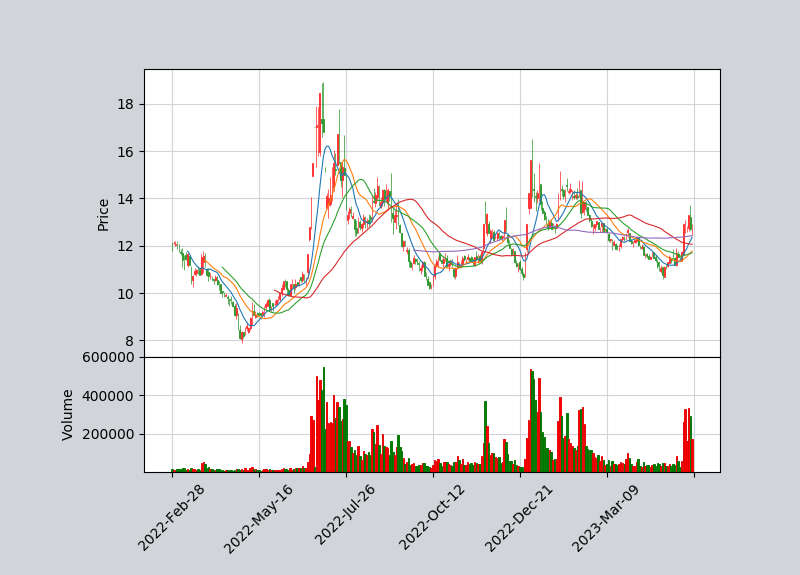 18
16
14
12
10
8
Price
600000
400000
200000
Volume
2022-Feb-28
2022-May-16
2022-Jul-26
2022-Oct-12
2022-Dec-21
2023-Mar-09